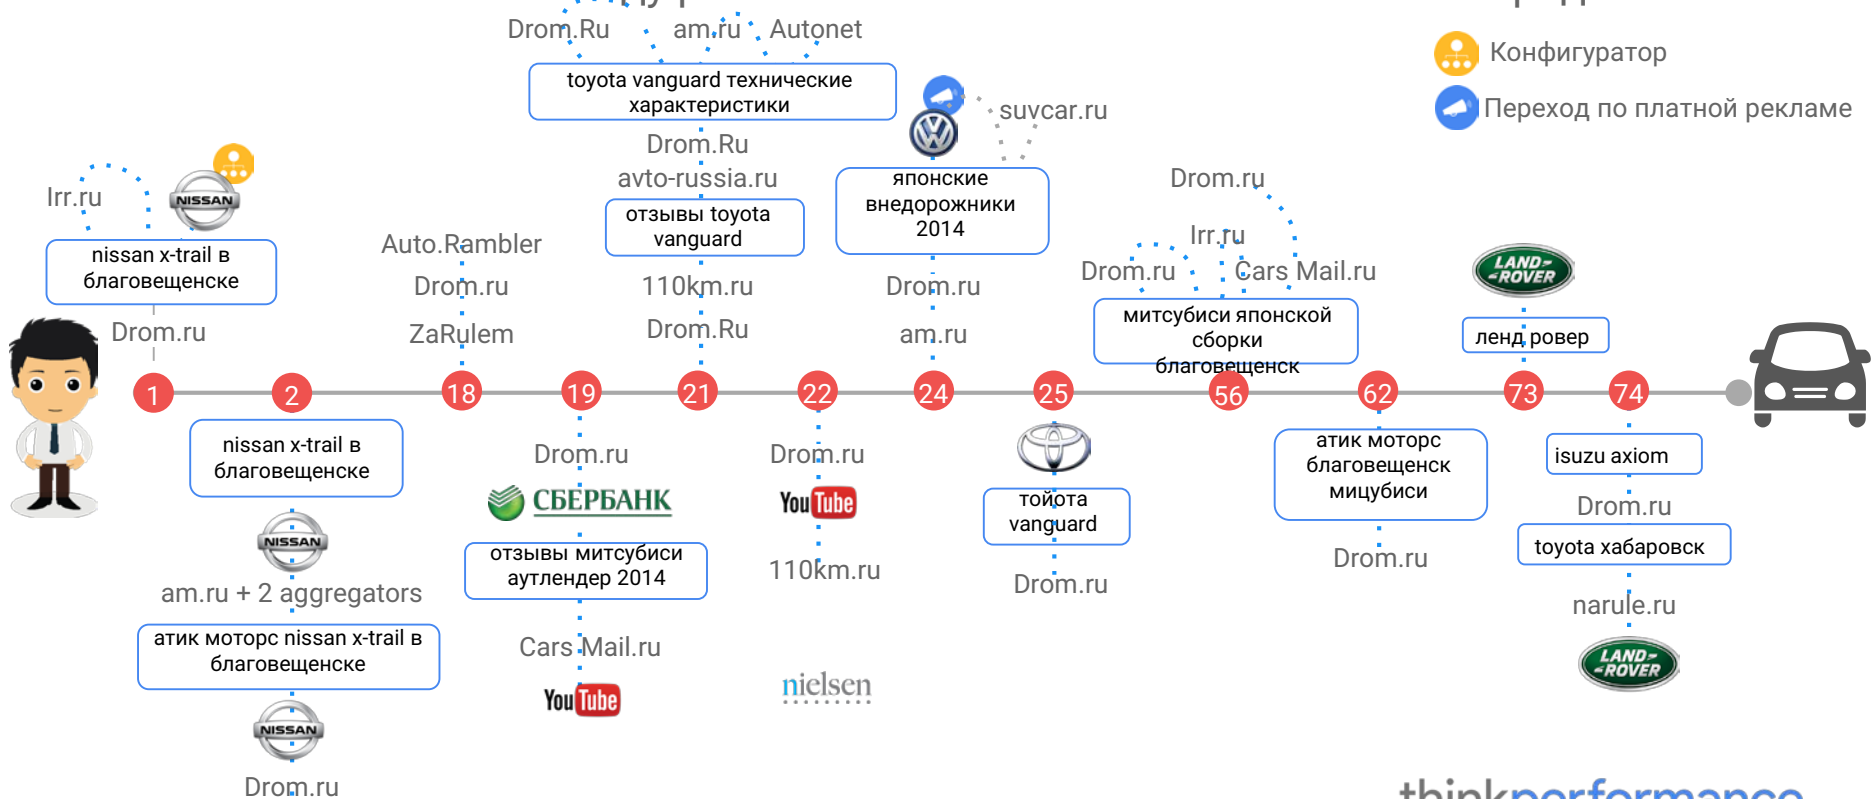 Drom.Ru
am.ru
Autonet
Конфигуратор
Переход по платной рекламе
toyota vanguard технические
характеристики
suvcar.ru
Drom.Ru
avto-russia.ru
отзывы toyota
vanguard
110km.ru
Drom.Ru
японские
внедорожники
2014
Drom.ru
am.ru
Irr.ru
NISSAN
nissan x-trail в
благовещенске
Drom.ru
Auto.Rambler
Drom.ru
ZaRulem
Drom.ru
Irr.ru
Drom.ru
Cars Mail.ru
митсубиси японской
сборки
благовещенск
LAND-
-ROVER
ленд ровер
1
2
18
19
21
22
24
25
56
62
73
74
nissan x-trail в
благовещенске
NISSAN
am.ru + 2 aggregators
атик моторс nissan x-trail в
благовещенске
NISSAN
Drom.ru
Drom.ru
СБЕРБАНК
отзывы митсубиси
аутлендер 2014
Cars Mail.ru
YouTube
Drom.ru
YouTube
110km.ru
nielsen
тойота
vanguard
Drom.ru
атик моторс
благовещенск
мицубиси
Drom.ru
isuzu axiom
Drom.ru
toyota хабаровск
narule.ru
LAND-
-ROVER
thinkperformance